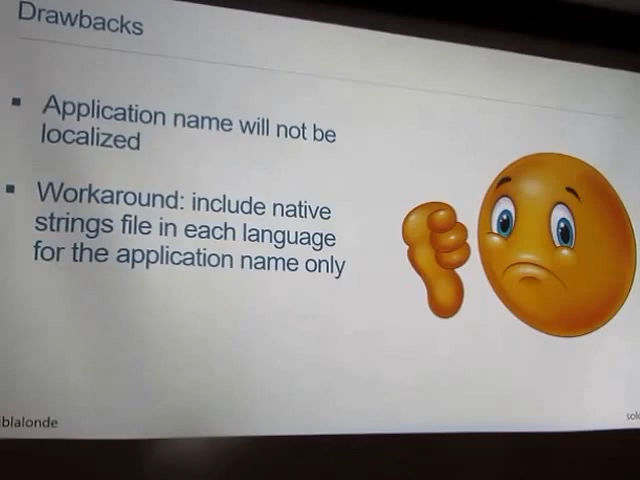 Drawbacks
▪ Application name will not be
localized
▪ Workaround: include native
strings file in each language
for the application name only
blalonde